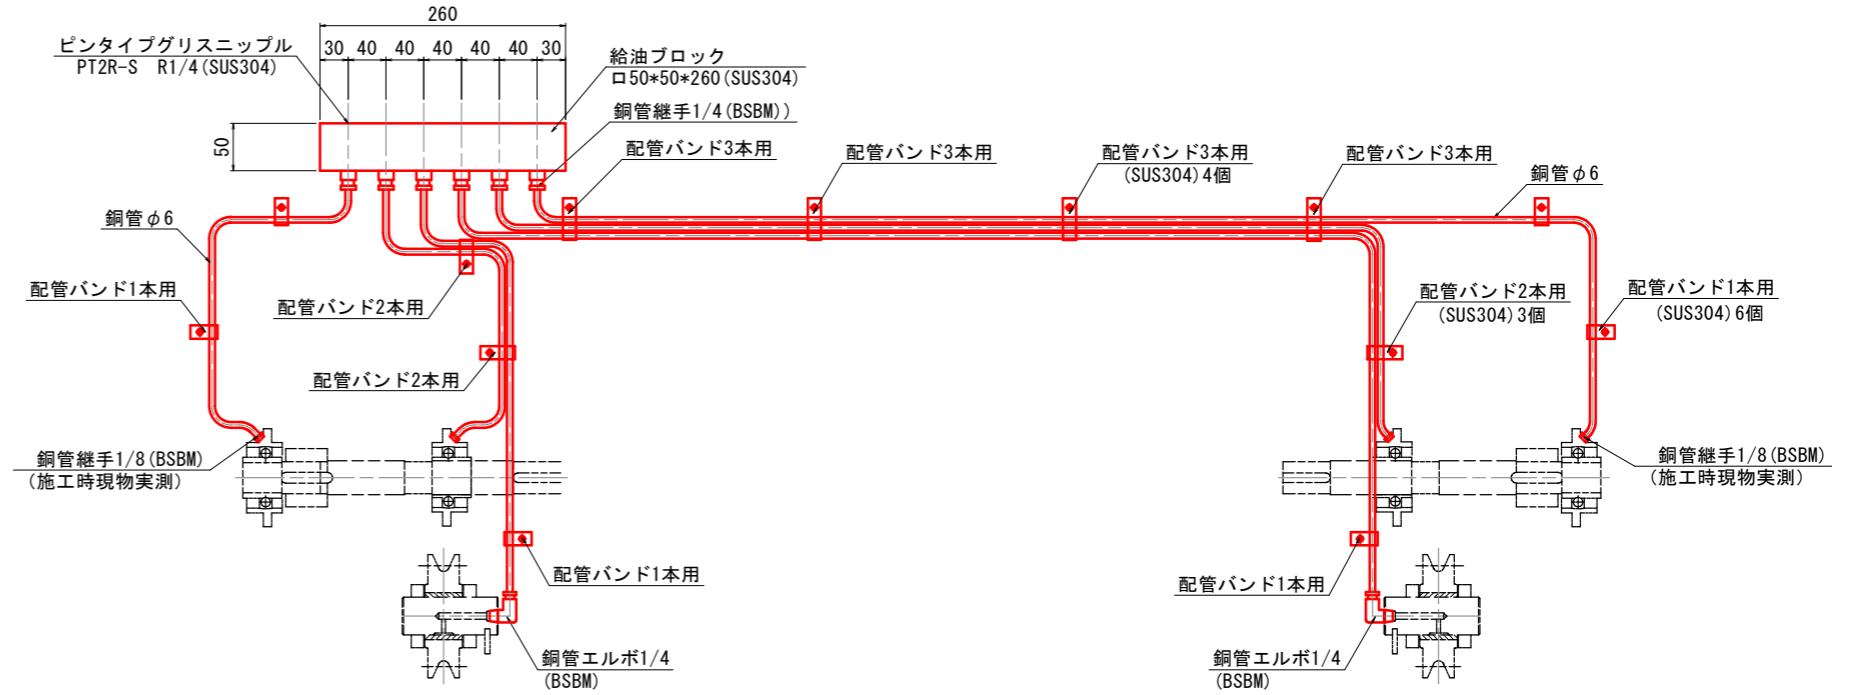 260
30 40 40 40 40 40 30
50
ピンタイプグリスニップル
PT2R-S R1/4(SUS304)
給油ブロック
ロ50*50*260(SUS304)
銅管継手1/4(BSBM))
配管バンド3本用
配管バンド3本用
配管バンド3本用
(SUS304)4個
配管バンド3本用
銅管φ6
銅管φ6
配管バンド1本用
配管バンド2本用
配管バンド2本用
配管バンド2本用
(SUS304)3個
配管バンド1本用
(SUS304)6個
銅管継手1/8(BSBM)
(施工時現物実測)
銅管継手1/8(BSBM)
(施工時現物実測)
配管バンド1本用
配管バンド1本用
銅管エルボ1/4
(BSBM)
銅管エルボ1/4
(BSBM)